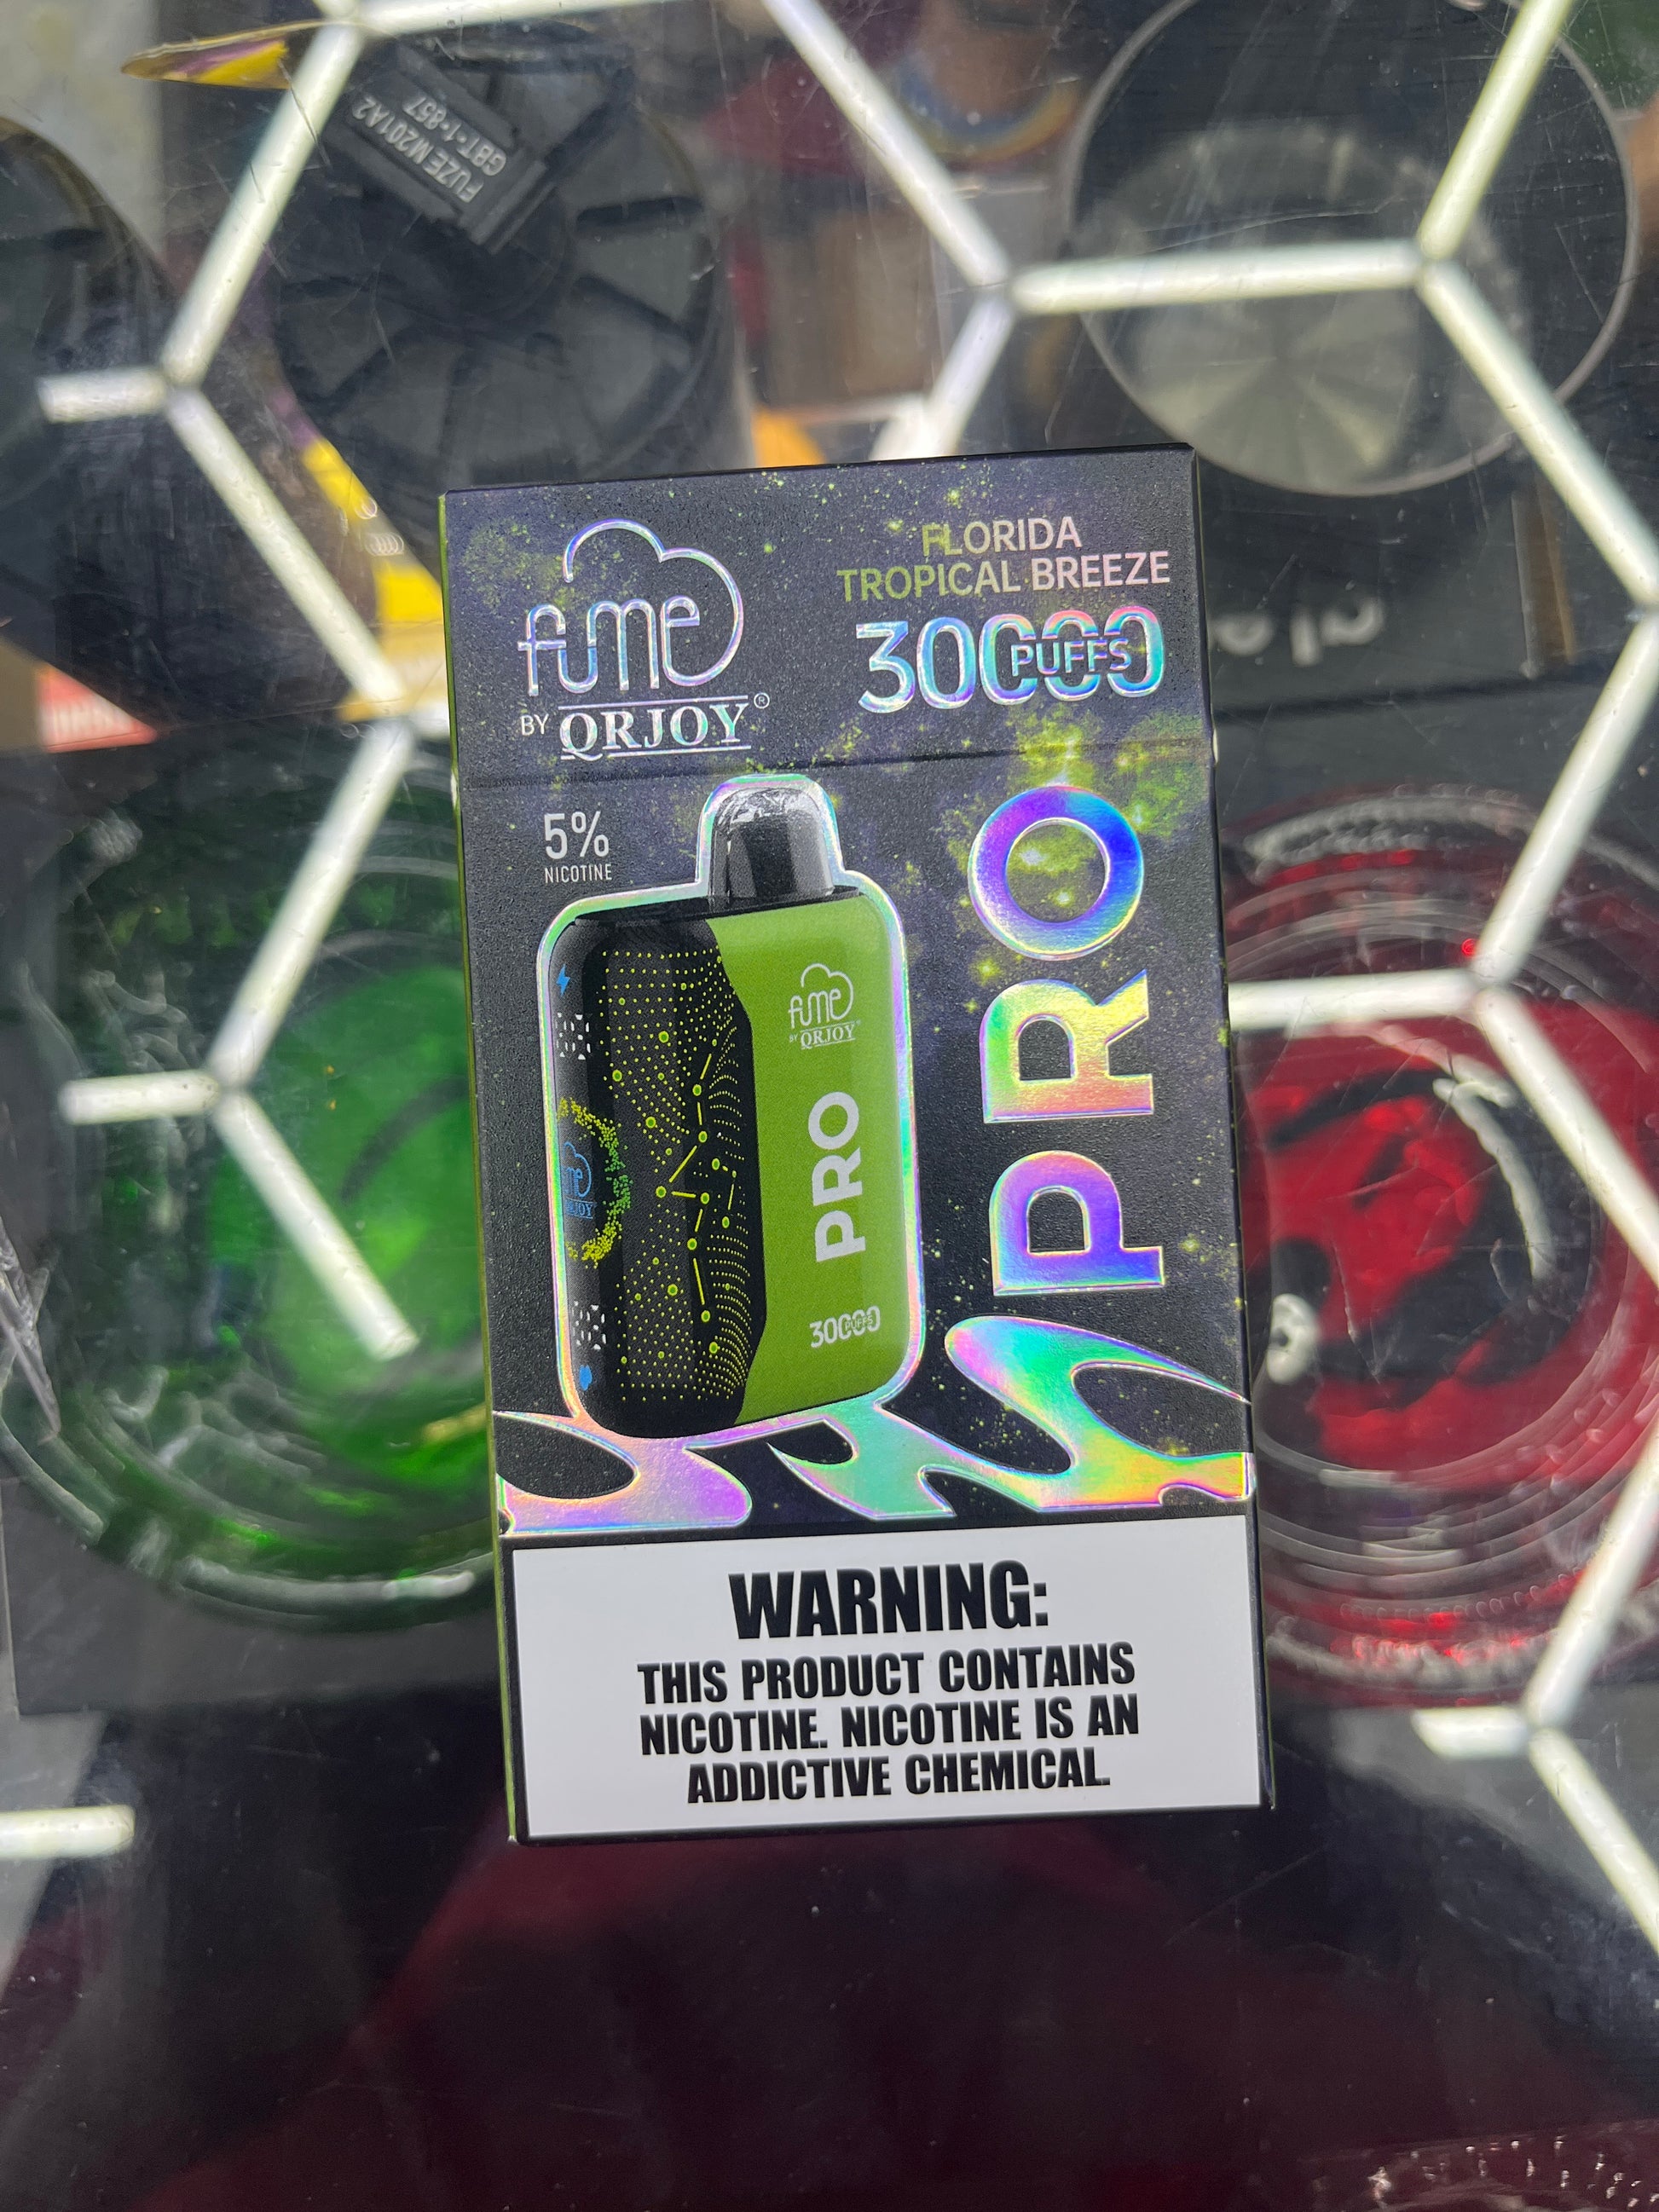 FUZE M201A2
GBT·1·857
fume
BY QRJOY®
FLORIDA
TROPICAL BREEZE
30000
PUFFS
5%
NICOTINE
fume
BY QRJOY
PRO
30000
PUFFS
PRO
WARNING:
THIS PRODUCT CONTAINS
NICOTINE. NICOTINE IS AN
ADDICTIVE CHEMICAL.